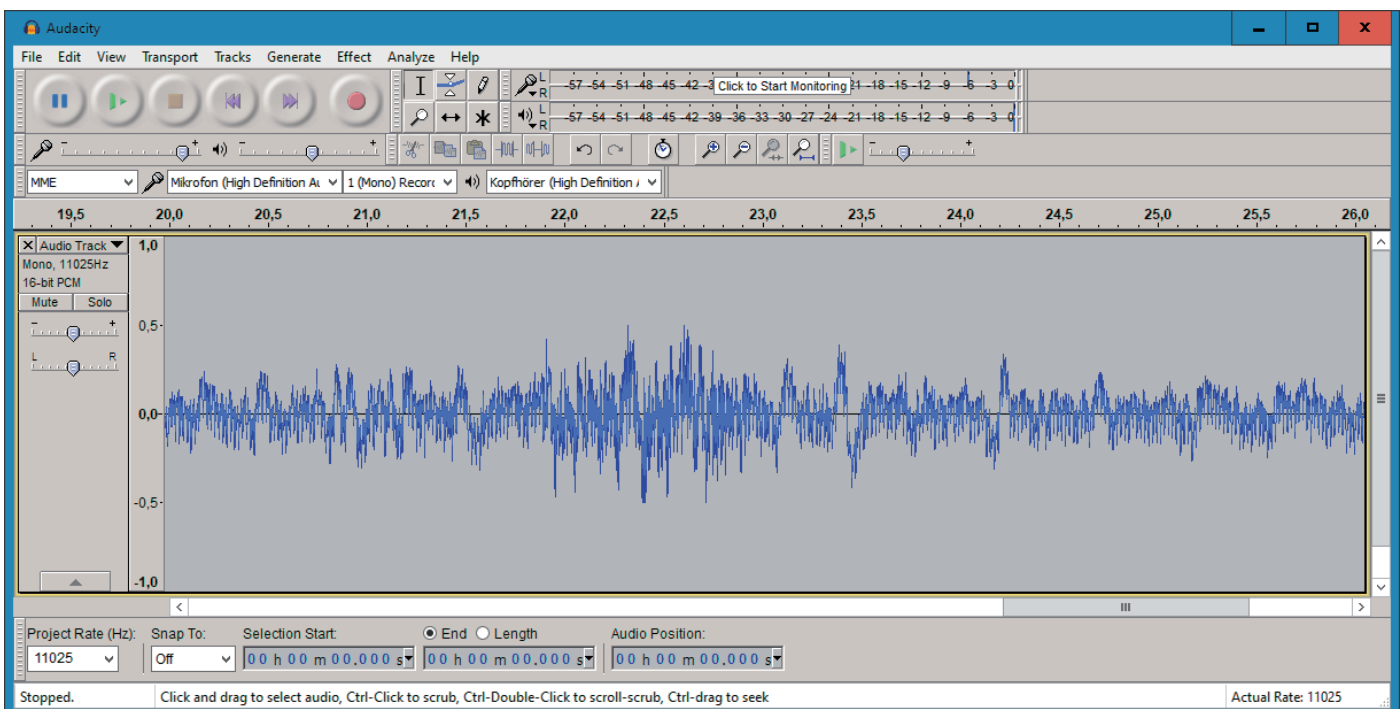 Audacity
File Edit View Transport Tracks Generate Effect Analyze Help
L
R
-57 -54 -51 -48 -45 -42 -3 Click to Start Monitoring 21 -18 -15 -12 -9 -6 -3 0
L
R
-57 -54 -51 -48 -45 -42 -39 -36 -33 -30 -27 -24 -21 -18 -15 -12 -9 -6 -3 0
- + - + - +
MME Mikrofon (High Definition Au 1 (Mono) Record Kopfhörer (High Definition
19,5 20,0 20,5 21,0 21,5 22,0 22,5 23,0 23,5 24,0 24,5 25,0 25,5 26,0
X Audio Track 1,0
Mono, 11025Hz
16-bit PCM
Mute Solo
- + 0,5
L R
0,0
-0,5
-1,0
Project Rate (Hz): Snap To: Selection Start: End Length Audio Position:
11025 Off 00 h 00 m 00.000 s 00 h 00 m 00.000 s 00 h 00 m 00.000 s
Stopped. Click and drag to select audio, Ctrl-Click to scrub, Ctrl-Double-Click to scroll-scrub, Ctrl-drag to seek Actual Rate: 11025